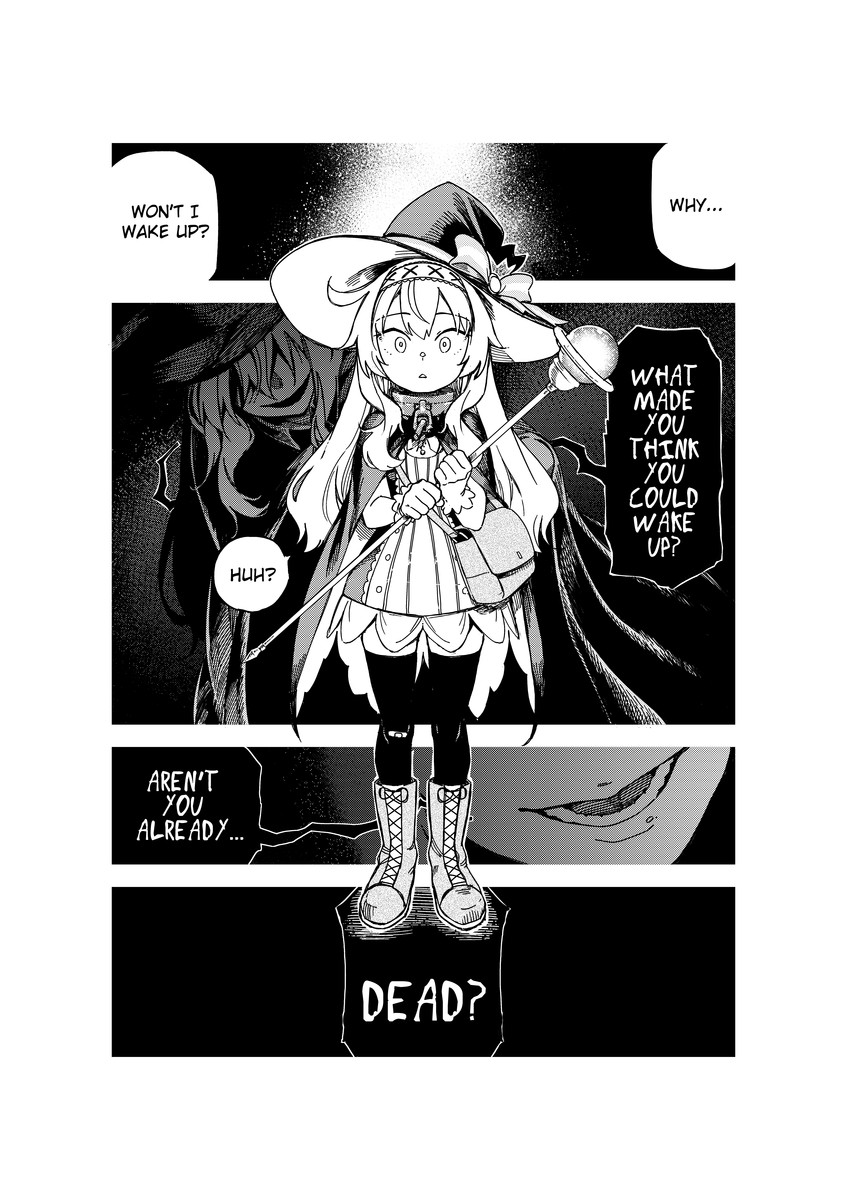 WHY...
WON'T I
WAKE UP?
WHAT
MADE
YOU
THINK
YOU
COULD
WAKE
UP?
HUH?
AREN'T
YOU
ALREADY...
DEAD?